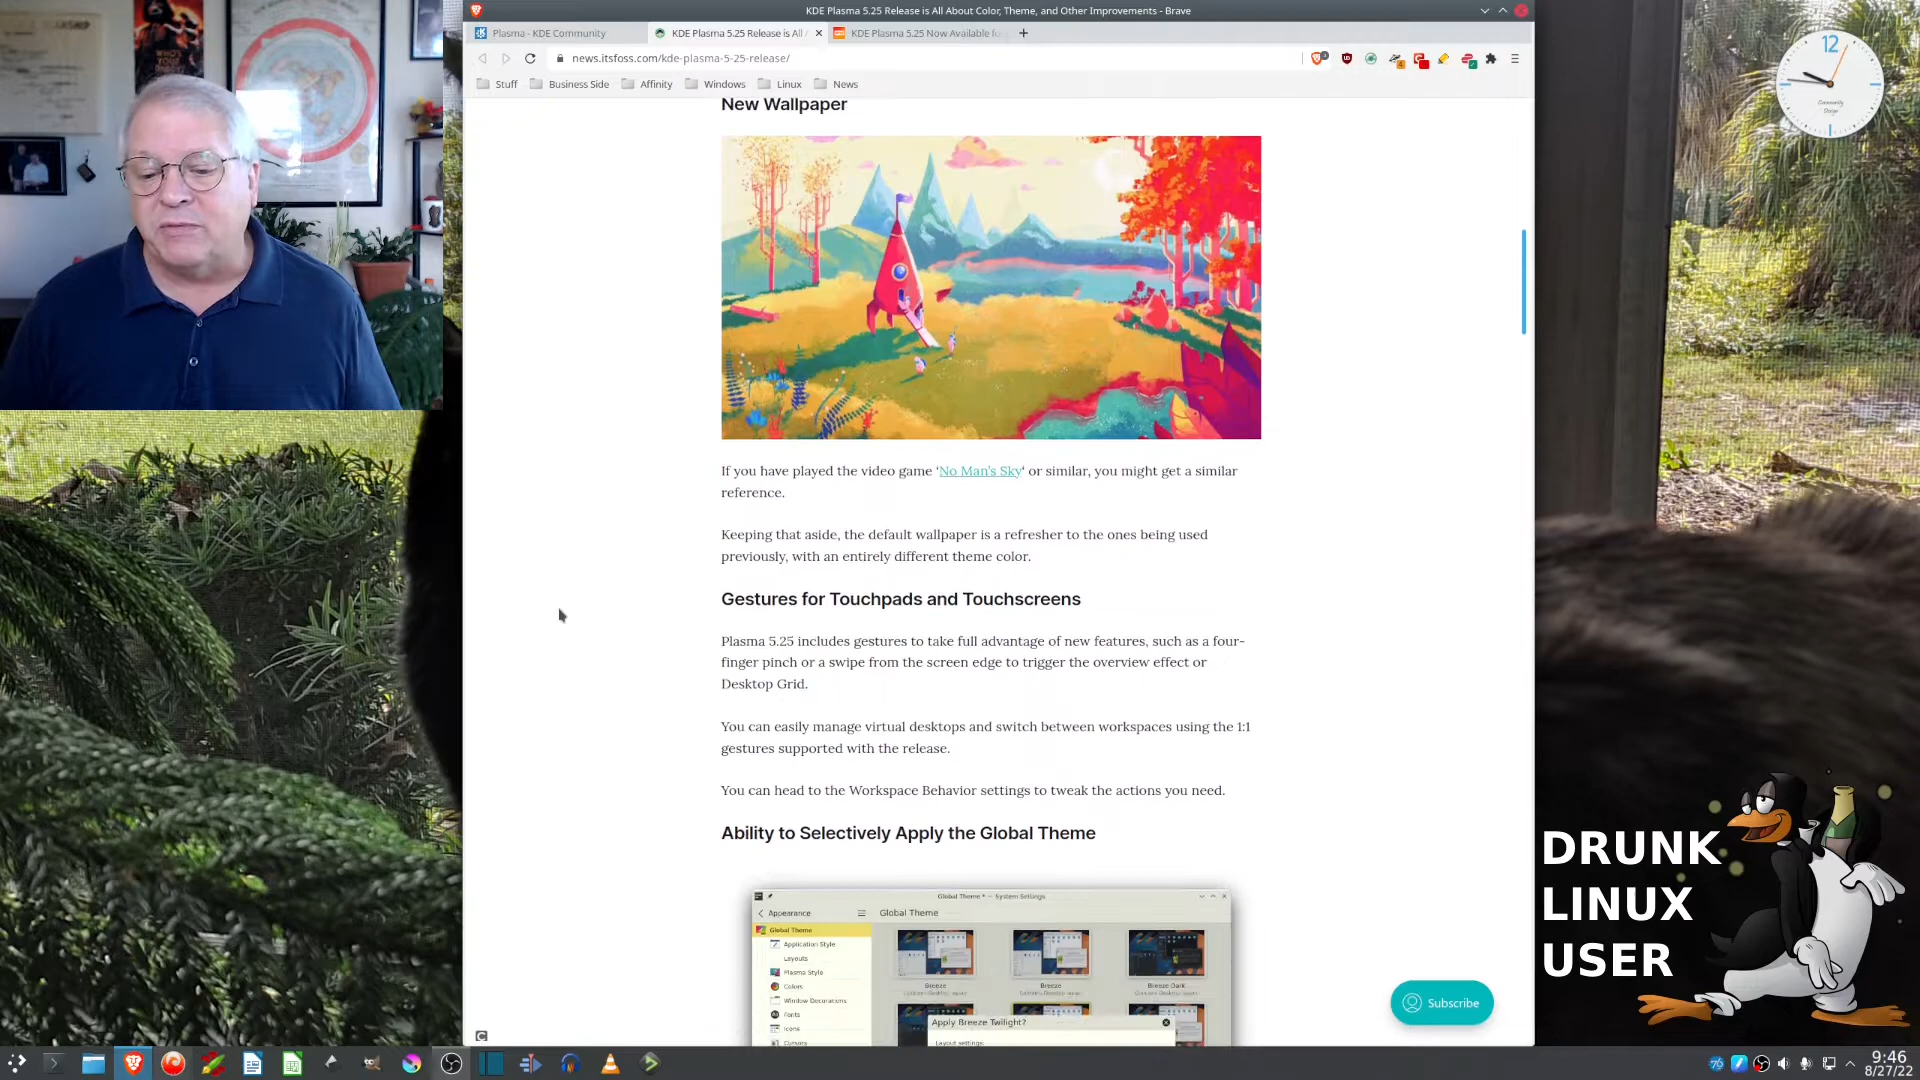 KDE Plasma 5.25 Release is All About Color, Theme, and Other Improvements - Brave
Plasma - KDE Community
KDE Plasma 5.25 Release is All
KDE Plasma 5.25 Now Available fo
news.itsfoss.com/kde-plasma-5-25-release/
Stuff
Business Side
Affinity
Windows
Linux
News
12
New Wallpaper
If you have played the video game ‘No Man’s Sky‘ or similar, you might get a similar
reference.
Keeping that aside, the default wallpaper is a refresher to the ones being used
previously, with an entirely different theme color.
Gestures for Touchpads and Touchscreens
Plasma 5.25 includes gestures to take full advantage of new features, such as a four-
finger pinch or a swipe from the screen edge to trigger the overview effect or
Desktop Grid.
You can easily manage virtual desktops and switch between workspaces using the 1:1
gestures supported with the release.
You can head to the Workspace Behavior settings to tweak the actions you need.
Ability to Selectively Apply the Global Theme
Global Theme * — System Settings
Appearance
Global Theme
Global Theme
Application Style
Layouts
Plasma Style
Colors
Window Decorations
Fonts
Icons
Cursors
Breeze
Breeze
Breeze Dark
Apply Breeze Twilight?
Layout settings:
Subscribe
DRUNK
LINUX
USER
76
9:46
8/27/22